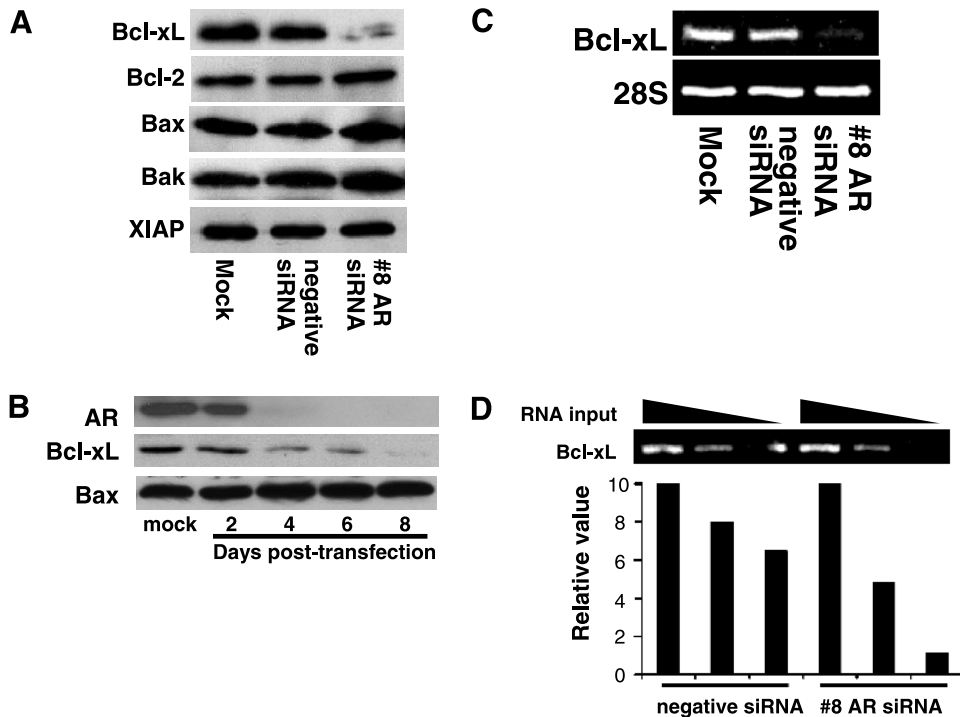 A
Bcl-xL
Bcl-2
Bax
Bak
XIAP
Mock
negative
siRNA
#8 AR
siRNA
B
AR
Bcl-xL
Bax
mock
2
4
6
8
Days post-transfection
C
Bcl-xL
28S
Mock
negative
siRNA
#8 AR
siRNA
D
RNA input
Bcl-xL
Relative value
10
8
6
4
2
0
negative siRNA
#8 AR siRNA